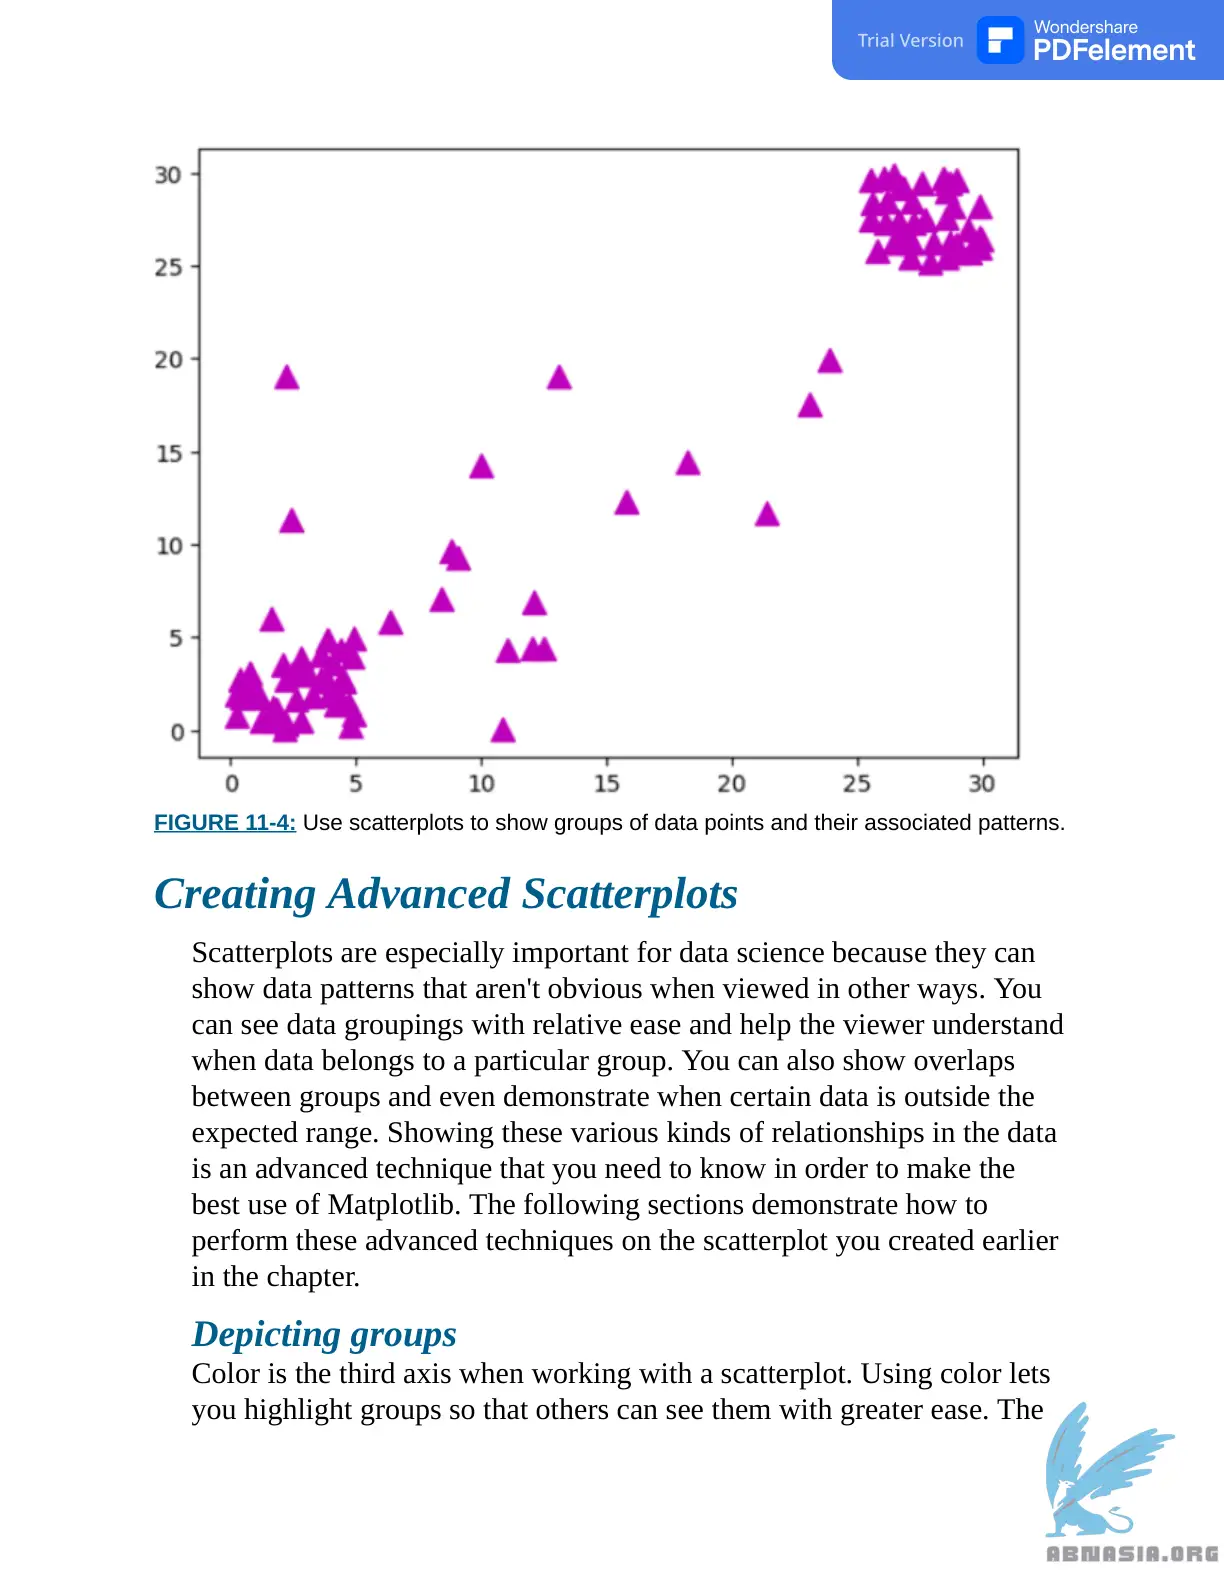 Trial Version
Wondershare
PDFelement
30
25
20
15
10
5
0
0 5 10 15 20 25 30
FIGURE 11-4: Use scatterplots to show groups of data points and their associated patterns.
Creating Advanced Scatterplots
Scatterplots are especially important for data science because they can
show data patterns that aren't obvious when viewed in other ways. You
can see data groupings with relative ease and help the viewer understand
when data belongs to a particular group. You can also show overlaps
between groups and even demonstrate when certain data is outside the
expected range. Showing these various kinds of relationships in the data
is an advanced technique that you need to know in order to make the
best use of Matplotlib. The following sections demonstrate how to
perform these advanced techniques on the scatterplot you created earlier
in the chapter.
Depicting groups
Color is the third axis when working with a scatterplot. Using color lets
you highlight groups so that others can see them with greater ease. The
ABNASIA.ORG